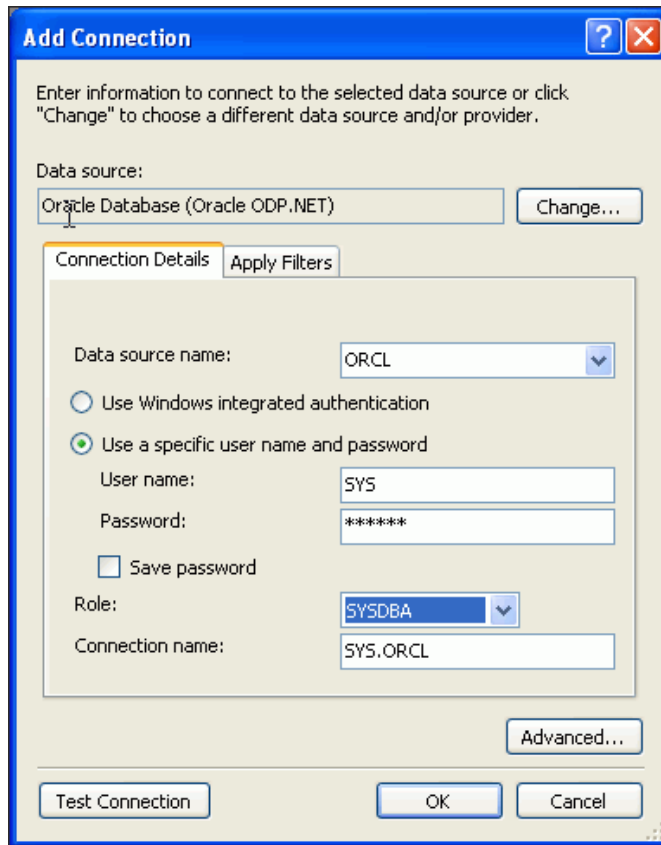 Add Connection
Enter information to connect to the selected data source or click
"Change" to choose a different data source and/or provider.
Data source:
Oracle Database (Oracle ODP.NET)
Change...
Connection Details
Apply Filters
Data source name:
ORCL
Use Windows integrated authentication
Use a specific user name and password
User name:
SYS
Password:
******
Save password
Role:
SYSDBA
Connection name:
SYS.ORCL
Advanced...
Test Connection
OK
Cancel